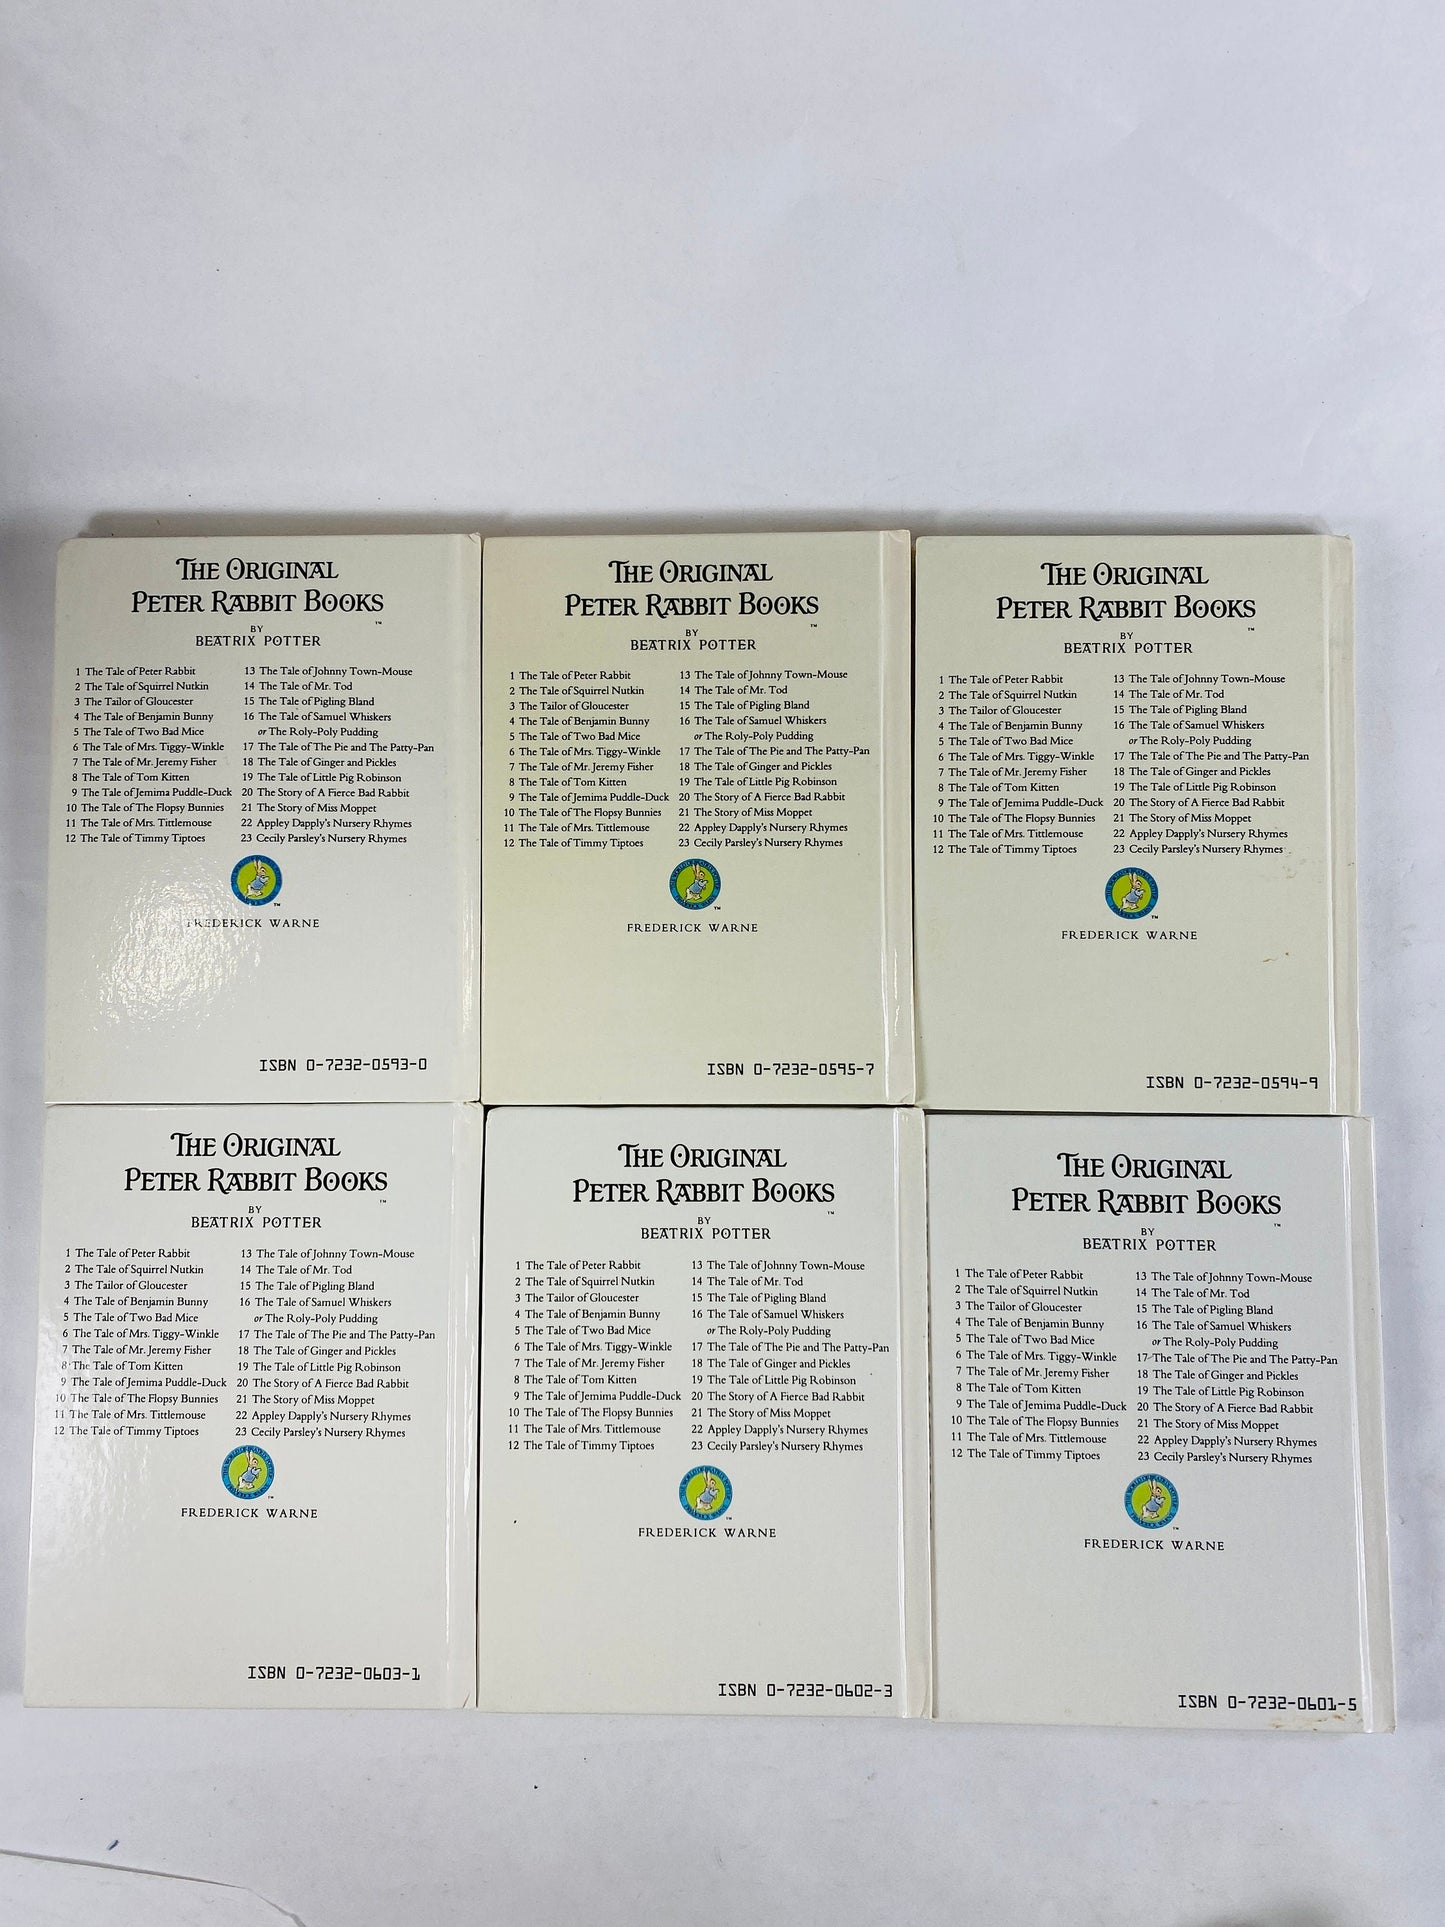 THE ORIGINAL
PETER RABBIT BOOKS
™
BY
BEATRIX POTTER
1 The Tale of Peter Rabbit
2 The Tale of Squirrel Nutkin
3 The Tailor of Gloucester
4 The Tale of Benjamin Bunny
5 The Tale of Two Bad Mice
6 The Tale of Mrs. Tiggy-Winkle
7 The Tale of Mr. Jeremy Fisher
8 The Tale of Tom Kitten
9 The Tale of Jemima Puddle-Duck
10 The Tale of The Flopsy Bunnies
11 The Tale of Mrs. Tittlemouse
12 The Tale of Timmy Tiptoes
13 The Tale of Johnny Town-Mouse
14 The Tale of Mr. Tod
15 The Tale of Pigling Bland
16 The Tale of Samuel Whiskers
or The Roly-Poly Pudding
17 The Tale of The Pie and The Patty-Pan
18 The Tale of Ginger and Pickles
19 The Tale of Little Pig Robinson
20 The Story of A Fierce Bad Rabbit
21 The Story of Miss Moppet
22 Appley Dapply's Nursery Rhymes
23 Cecily Parsley's Nursery Rhymes
™
FREDERICK WARNE
ISBN 0-7232-0593-0
THE ORIGINAL
PETER RABBIT BOOKS
™
BY
BEATRIX POTTER
1 The Tale of Peter Rabbit
2 The Tale of Squirrel Nutkin
3 The Tailor of Gloucester
4 The Tale of Benjamin Bunny
5 The Tale of Two Bad Mice
6 The Tale of Mrs. Tiggy-Winkle
7 The Tale of Mr. Jeremy Fisher
8 The Tale of Tom Kitten
9 The Tale of Jemima Puddle-Duck
10 The Tale of The Flopsy Bunnies
11 The Tale of Mrs. Tittlemouse
12 The Tale of Timmy Tiptoes
13 The Tale of Johnny Town-Mouse
14 The Tale of Mr. Tod
15 The Tale of Pigling Bland
16 The Tale of Samuel Whiskers
or The Roly-Poly Pudding
17 The Tale of The Pie and The Patty-Pan
18 The Tale of Ginger and Pickles
19 The Tale of Little Pig Robinson
20 The Story of A Fierce Bad Rabbit
21 The Story of Miss Moppet
22 Appley Dapply's Nursery Rhymes
23 Cecily Parsley's Nursery Rhymes
™
FREDERICK WARNE
ISBN 0-7232-0595-7
THE ORIGINAL
PETER RABBIT BOOKS
™
BY
BEATRIX POTTER
1 The Tale of Peter Rabbit
2 The Tale of Squirrel Nutkin
3 The Tailor of Gloucester
4 The Tale of Benjamin Bunny
5 The Tale of Two Bad Mice
6 The Tale of Mrs. Tiggy-Winkle
7 The Tale of Mr. Jeremy Fisher
8 The Tale of Tom Kitten
9 The Tale of Jemima Puddle-Duck
10 The Tale of The Flopsy Bunnies
11 The Tale of Mrs. Tittlemouse
12 The Tale of Timmy Tiptoes
13 The Tale of Johnny Town-Mouse
14 The Tale of Mr. Tod
15 The Tale of Pigling Bland
16 The Tale of Samuel Whiskers
or The Roly-Poly Pudding
17 The Tale of The Pie and The Patty-Pan
18 The Tale of Ginger and Pickles
19 The Tale of Little Pig Robinson
20 The Story of A Fierce Bad Rabbit
21 The Story of Miss Moppet
22 Appley Dapply's Nursery Rhymes
23 Cecily Parsley's Nursery Rhymes
™
FREDERICK WARNE
ISBN 0-7232-0594-9
THE ORIGINAL
PETER RABBIT BOOKS
™
BY
BEATRIX POTTER
1 The Tale of Peter Rabbit
2 The Tale of Squirrel Nutkin
3 The Tailor of Gloucester
4 The Tale of Benjamin Bunny
5 The Tale of Two Bad Mice
6 The Tale of Mrs. Tiggy-Winkle
7 The Tale of Mr. Jeremy Fisher
8 The Tale of Tom Kitten
9 The Tale of Jemima Puddle-Duck
10 The Tale of The Flopsy Bunnies
11 The Tale of Mrs. Tittlemouse
12 The Tale of Timmy Tiptoes
13 The Tale of Johnny Town-Mouse
14 The Tale of Mr. Tod
15 The Tale of Pigling Bland
16 The Tale of Samuel Whiskers
or The Roly-Poly Pudding
17 The Tale of The Pie and The Patty-Pan
18 The Tale of Ginger and Pickles
19 The Tale of Little Pig Robinson
20 The Story of A Fierce Bad Rabbit
21 The Story of Miss Moppet
22 Appley Dapply's Nursery Rhymes
23 Cecily Parsley's Nursery Rhymes
™
FREDERICK WARNE
ISBN 0-7232-0603-1
THE ORIGINAL
PETER RABBIT BOOKS
™
BY
BEATRIX POTTER
1 The Tale of Peter Rabbit
2 The Tale of Squirrel Nutkin
3 The Tailor of Gloucester
4 The Tale of Benjamin Bunny
5 The Tale of Two Bad Mice
6 The Tale of Mrs. Tiggy-Winkle
7 The Tale of Mr. Jeremy Fisher
8 The Tale of Tom Kitten
9 The Tale of Jemima Puddle-Duck
10 The Tale of The Flopsy Bunnies
11 The Tale of Mrs. Tittlemouse
12 The Tale of Timmy Tiptoes
13 The Tale of Johnny Town-Mouse
14 The Tale of Mr. Tod
15 The Tale of Pigling Bland
16 The Tale of Samuel Whiskers
or The Roly-Poly Pudding
17 The Tale of The Pie and The Patty-Pan
18 The Tale of Ginger and Pickles
19 The Tale of Little Pig Robinson
20 The Story of A Fierce Bad Rabbit
21 The Story of Miss Moppet
22 Appley Dapply's Nursery Rhymes
23 Cecily Parsley's Nursery Rhymes
™
FREDERICK WARNE
ISBN 0-7232-0602-3
THE ORIGINAL
PETER RABBIT BOOKS
™
BY
BEATRIX POTTER
1 The Tale of Peter Rabbit
2 The Tale of Squirrel Nutkin
3 The Tailor of Gloucester
4 The Tale of Benjamin Bunny
5 The Tale of Two Bad Mice
6 The Tale of Mrs. Tiggy-Winkle
7 The Tale of Mr. Jeremy Fisher
8 The Tale of Tom Kitten
9 The Tale of Jemima Puddle-Duck
10 The Tale of The Flopsy Bunnies
11 The Tale of Mrs. Tittlemouse
12 The Tale of Timmy Tiptoes
13 The Tale of Johnny Town-Mouse
14 The Tale of Mr. Tod
15 The Tale of Pigling Bland
16 The Tale of Samuel Whiskers
or The Roly-Poly Pudding
17 The Tale of The Pie and The Patty-Pan
18 The Tale of Ginger and Pickles
19 The Tale of Little Pig Robinson
20 The Story of A Fierce Bad Rabbit
21 The Story of Miss Moppet
22 Appley Dapply's Nursery Rhymes
23 Cecily Parsley's Nursery Rhymes
™
FREDERICK WARNE
ISBN 0-7232-0601-5